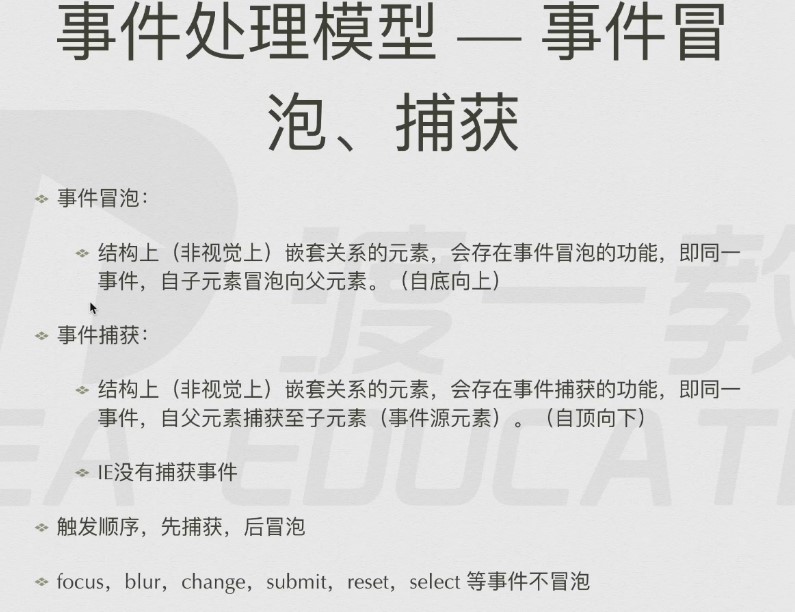 事件处理模型 — 事件冒
泡、捕获
事件冒泡：
结构上（非视觉上）嵌套关系的元素，会存在事件冒泡的功能，即同一
事件，自子元素冒泡向父元素。（自底向上）
事件捕获：
结构上（非视觉上）嵌套关系的元素，会存在事件捕获的功能，即同一
事件，自父元素捕获至子元素（事件源元素）。（自顶向下）
IE没有捕获事件
触发顺序，先捕获，后冒泡
focus，blur，change，submit，reset，select 等事件不冒泡
渡一教
EA EDUCATI